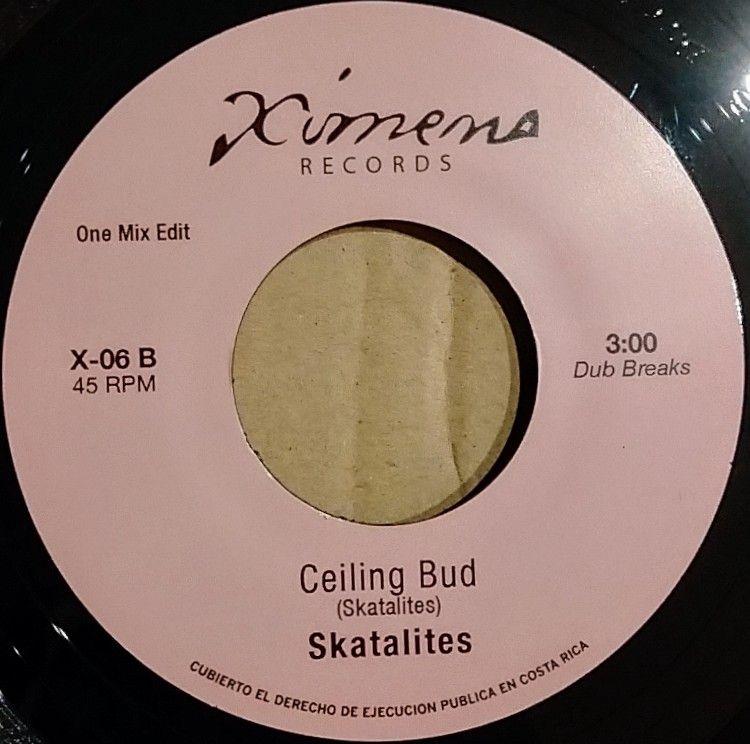 Ximena
RECORDS
One Mix Edit
X-06 B
45 RPM
3:00
Dub Breaks
Ceiling Bud
(Skatalites)
Skatalites
CUBIERTO EL DERECHO DE EJECUCION PUBLICA EN COSTA RICA